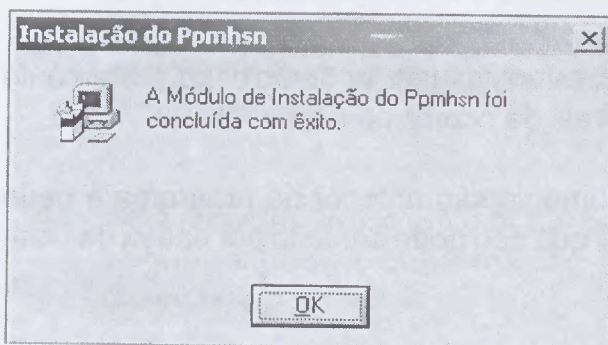 Instalação do Ppmhsn
A Módulo de Instalação do Ppmhsn foi
concluída com êxito.
OK